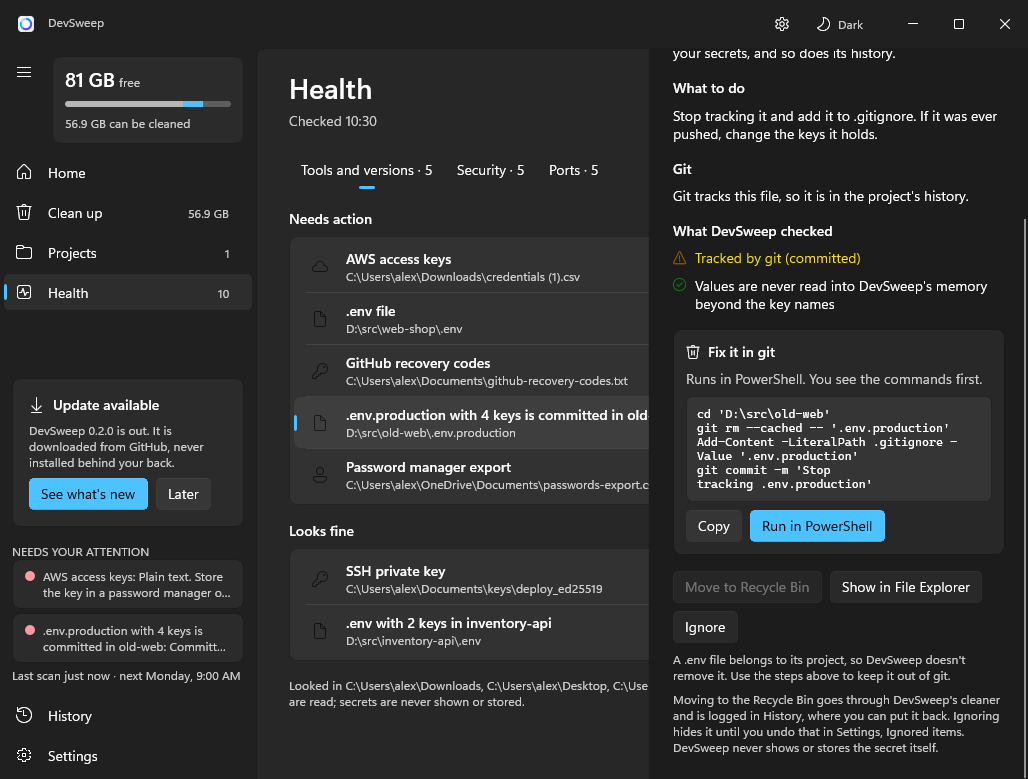 DevSweep
Dark
81 GB free
56.9 GB can be cleaned
Home
Clean up 56.9 GB
Projects 1
Health 10
Update available
DevSweep 0.2.0 is out. It is
downloaded from GitHub, never
installed behind your back.
See what's new Later
NEEDS YOUR ATTENTION
AWS access keys: Plain text. Store
the key in a password manager o...
.env.production with 4 keys is
committed in old-web: Committ...
Last scan just now · next Monday, 9:00 AM
History
Settings
Health
Checked 10:30
Tools and versions · 5 Security · 5 Ports · 5
Needs action
AWS access keys
C:\Users\alex\Downloads\credentials (1).csv
.env file
D:\src\web-shop\.env
GitHub recovery codes
C:\Users\alex\Documents\github-recovery-codes.txt
.env.production with 4 keys is committed in old-
D:\src\old-web\.env.production
Password manager export
C:\Users\alex\OneDrive\Documents\passwords-export.c
Looks fine
SSH private key
C:\Users\alex\Documents\keys\deploy_ed25519
.env with 2 keys in inventory-api
D:\src\inventory-api\.env
Looked in C:\Users\alex\Downloads, C:\Users\alex\Desktop, C:\Use
are read; secrets are never shown or stored.
your secrets, and so does its history.
What to do
Stop tracking it and add it to .gitignore. If it was ever
pushed, change the keys it holds.
Git
Git tracks this file, so it is in the project's history.
What DevSweep checked
Tracked by git (committed)
Values are never read into DevSweep's memory
beyond the key names
Fix it in git
Runs in PowerShell. You see the commands first.
cd 'D:\src\old-web'
git rm --cached -- '.env.production'
Add-Content -LiteralPath .gitignore -
Value '.env.production'
git commit -m 'Stop
tracking .env.production'
Copy Run in PowerShell
Move to Recycle Bin Show in File Explorer
Ignore
A .env file belongs to its project, so DevSweep doesn't
remove it. Use the steps above to keep it out of git.
Moving to the Recycle Bin goes through DevSweep's cleaner
and is logged in History, where you can put it back. Ignoring
hides it until you undo that in Settings, Ignored items.
DevSweep never shows or stores the secret itself.